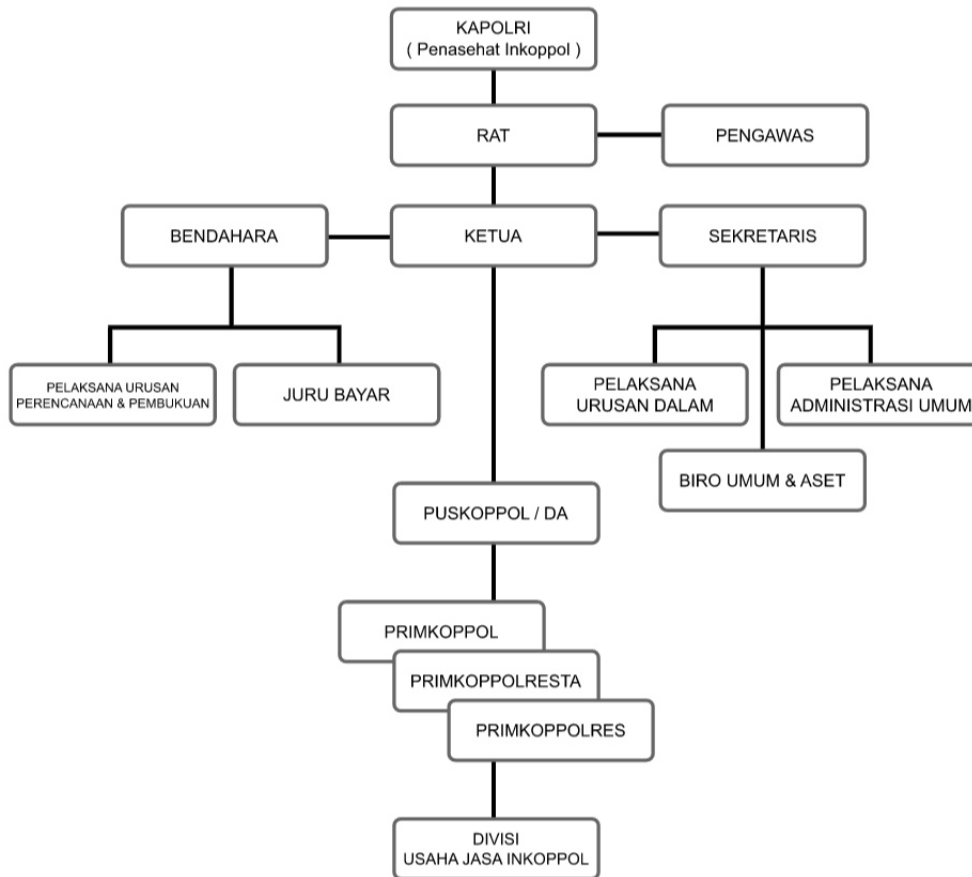 KAPOLRI
( Penasehat Inkoppol )
RAT
PENGAWAS
BENDAHARA
KETUA
SEKRETARIS
PELAKSANA URUSAN
PERENCANAAN & PEMBUKUAN
JURU BAYAR
PELAKSANA
URUSAN DALAM
PELAKSANA
ADMINISTRASI UMUM
BIRO UMUM & ASET
PUSKOPPOL / DA
PRIMKOPPOL
PRIMKOPPOLRESTA
PRIMKOPPOLRES
DIVISI
USAHA JASA INKOPPOL